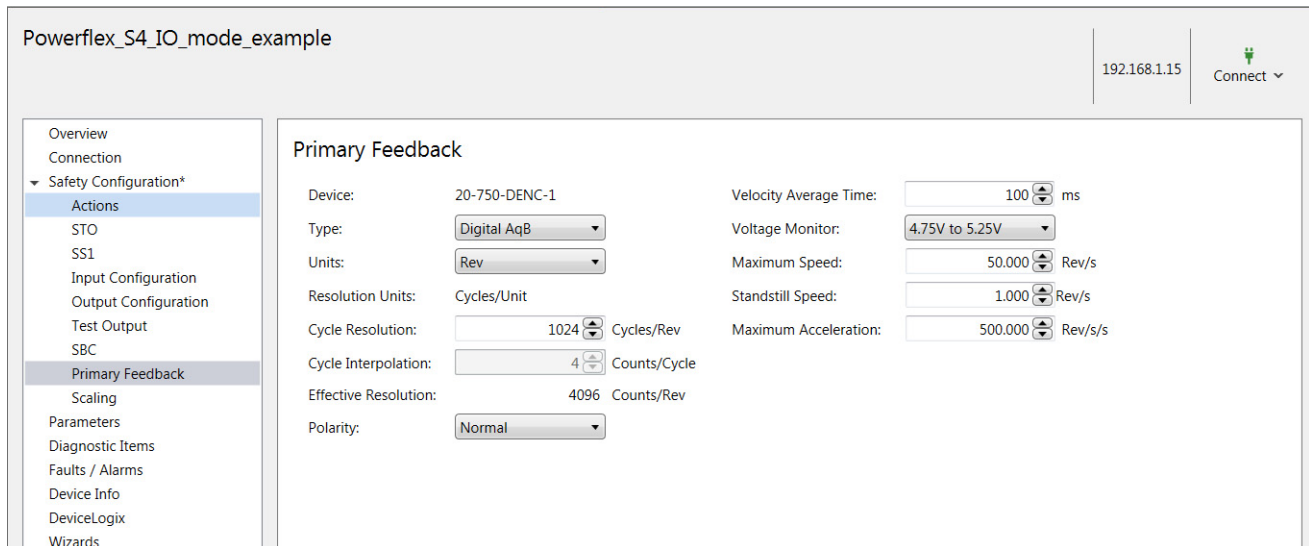 Powerflex_S4_IO_mode_example
192.168.1.15
Connect
Overview
Connection
Safety Configuration*
Actions
STO
SS1
Input Configuration
Output Configuration
Test Output
SBC
Primary Feedback
Scaling
Parameters
Diagnostic Items
Faults / Alarms
Device Info
DeviceLogix
Wizards
Primary Feedback
Device: 20-750-DENC-1
Type: Digital AqB
Units: Rev
Resolution Units: Cycles/Unit
Cycle Resolution: 1024 Cycles/Rev
Cycle Interpolation: 4 Counts/Cycle
Effective Resolution: 4096 Counts/Rev
Polarity: Normal
Velocity Average Time: 100 ms
Voltage Monitor: 4.75V to 5.25V
Maximum Speed: 50.000 Rev/s
Standstill Speed: 1.000 Rev/s
Maximum Acceleration: 500.000 Rev/s/s